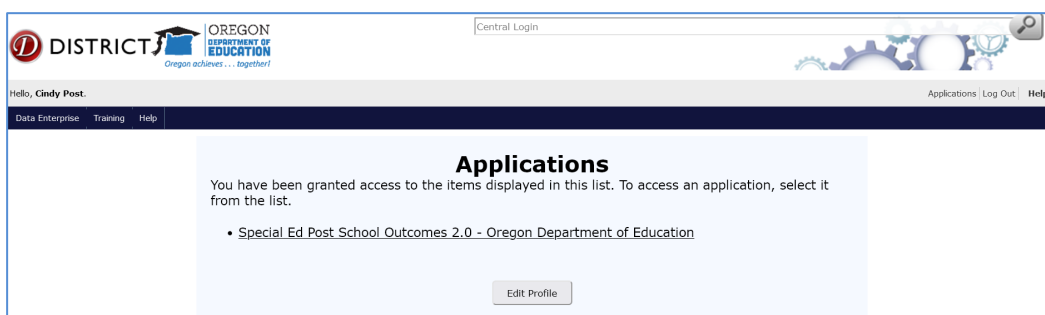 D DISTRICT
OREGON
DEPARTMENT OF
EDUCATION
Oregon achieves . . . together!
Central Login
Hello, Cindy Post.
Applications Log Out Help
Data Enterprise Training Help
Applications
You have been granted access to the items displayed in this list. To access an application, select it
from the list.
• Special Ed Post School Outcomes 2.0 - Oregon Department of Education
Edit Profile